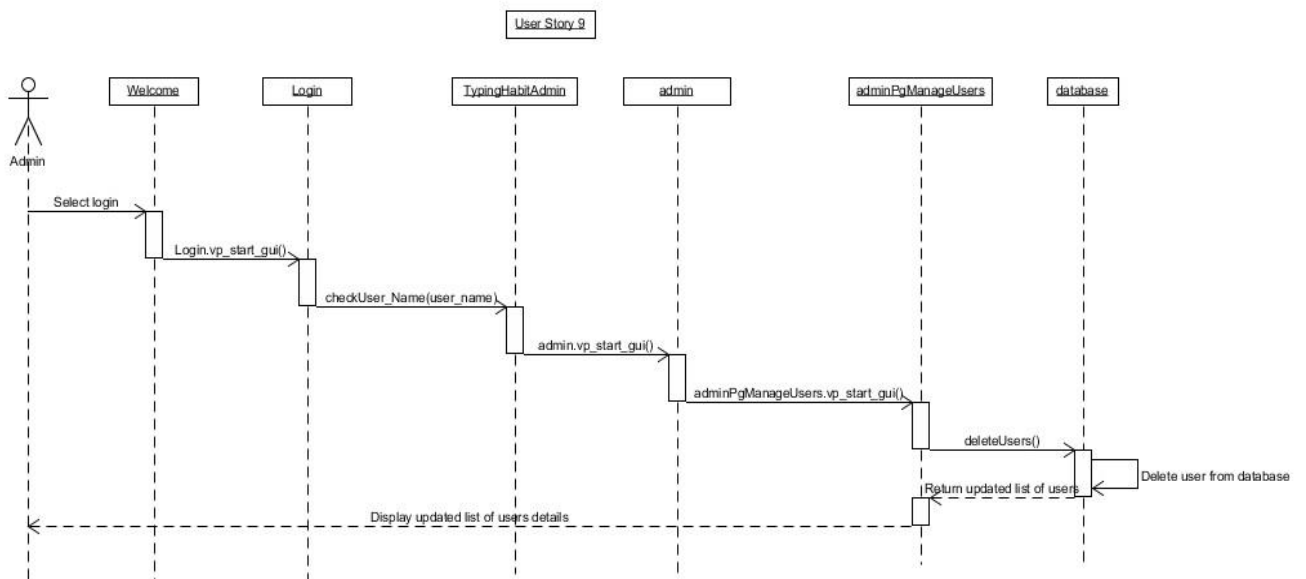 User Story 9
Welcome
Login
TypingHabitAdmin
admin
adminPgManageUsers
database
Admin
Select login
Login.vp_start_gui()
checkUser_Name(user_name)
admin.vp_start_gui()
adminPgManageUsers.vp_start_gui()
deleteUsers()
Delete user from database
Return updated list of users
Display updated list of users details